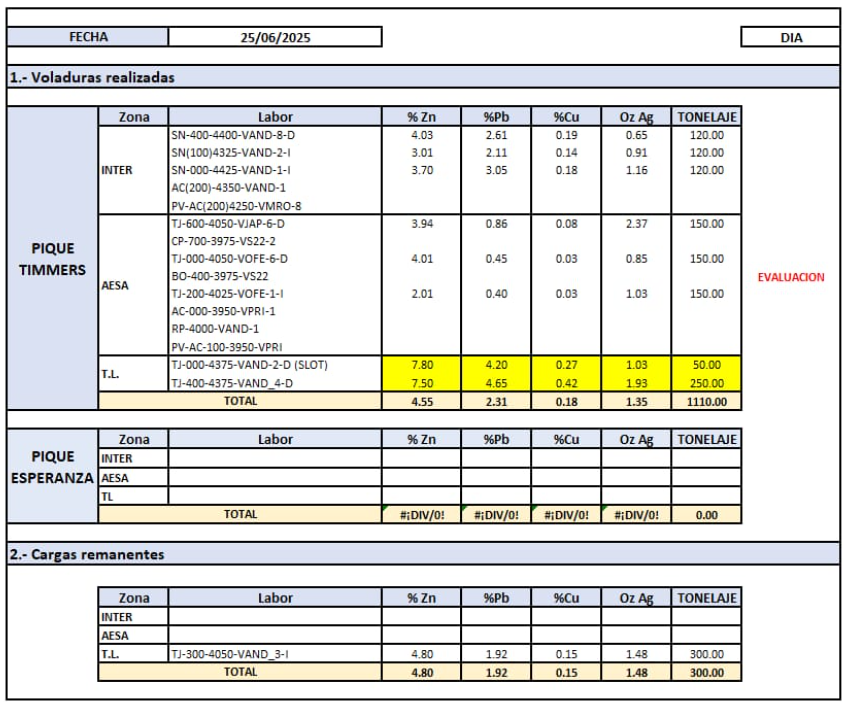 FECHA 25/06/2025 DIA
1.- Voladuras realizadas
Zona Labor % Zn %Pb %Cu Oz Ag TONELAJE
PIQUE TIMMERS
INTER
SN-400-4400-VAND-8-D 4.03 2.61 0.19 0.65 120.00
SN(100)4325-VAND-2-I 3.01 2.11 0.14 0.91 120.00
SN-000-4425-VAND-1-I 3.70 3.05 0.18 1.16 120.00
AC(200)-4350-VAND-1
PV-AC(200)4250-VMRO-8
AESA
TJ-600-4050-VJAP-6-D 3.94 0.86 0.08 2.37 150.00
CP-700-3975-VS22-2
TJ-000-4050-VOFE-6-D 4.01 0.45 0.03 0.85 150.00
BO-400-3975-VS22
TJ-200-4025-VOFE-1-I 2.01 0.40 0.03 1.03 150.00
AC-000-3950-VPRI-1
RP-4000-VAND-1
PV-AC-100-3950-VPRI
EVALUACION
T.L.
TJ-000-4375-VAND-2-D (SLOT) 7.80 4.20 0.27 1.03 50.00
TJ-400-4375-VAND_4-D 7.50 4.65 0.42 1.93 250.00
TOTAL 4.55 2.31 0.18 1.35 1110.00
PIQUE ESPERANZA
Zona Labor % Zn %Pb %Cu Oz Ag TONELAJE
INTER
AESA
TL
TOTAL #¡DIV/0! #¡DIV/0! #¡DIV/0! #¡DIV/0! 0.00
2.- Cargas remanentes
Zona Labor % Zn %Pb %Cu Oz Ag TONELAJE
INTER
AESA
T.L. TJ-300-4050-VAND_3-I 4.80 1.92 0.15 1.48 300.00
TOTAL 4.80 1.92 0.15 1.48 300.00